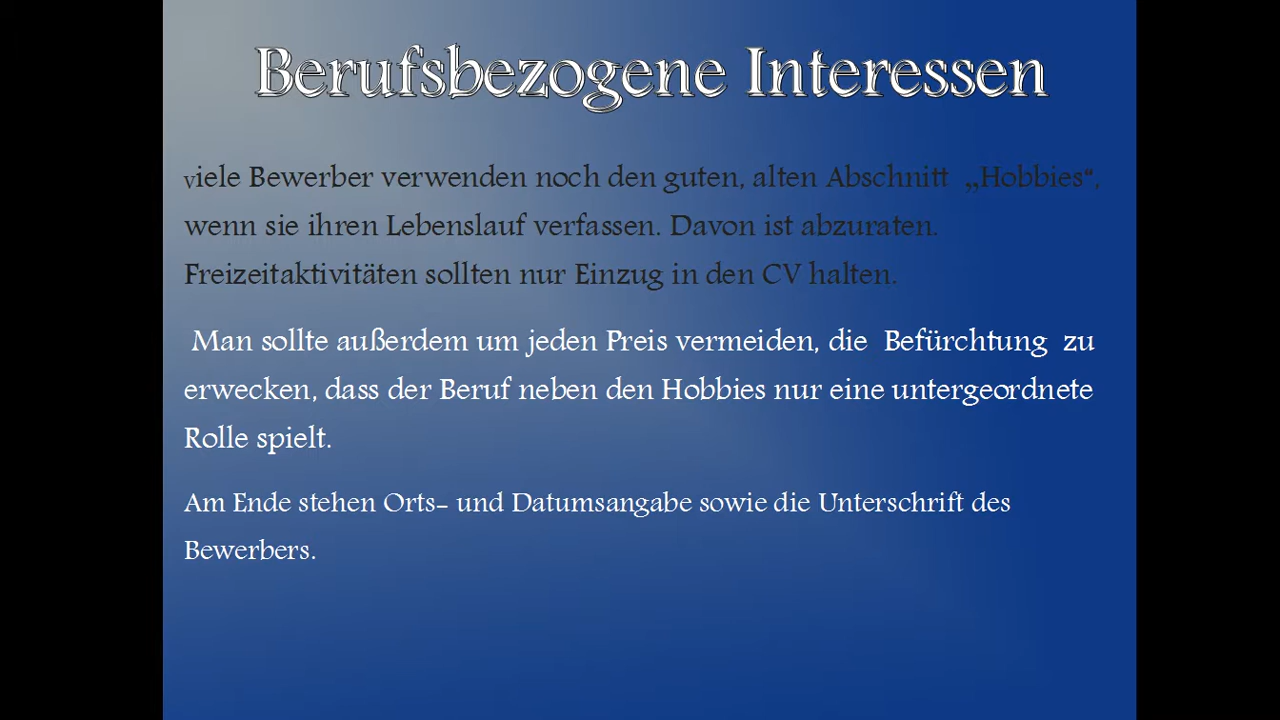 Berufsbezogene Interessen
viele Bewerber verwenden noch den guten, alten Abschnitt „Hobbies“,
wenn sie ihren Lebenslauf verfassen. Davon ist abzuraten.
Freizeitaktivitäten sollten nur Einzug in den CV halten.
Man sollte außerdem um jeden Preis vermeiden, die Befürchtung zu
erwecken, dass der Beruf neben den Hobbies nur eine untergeordnete
Rolle spielt.
Am Ende stehen Orts- und Datumsangabe sowie die Unterschrift des
Bewerbers.